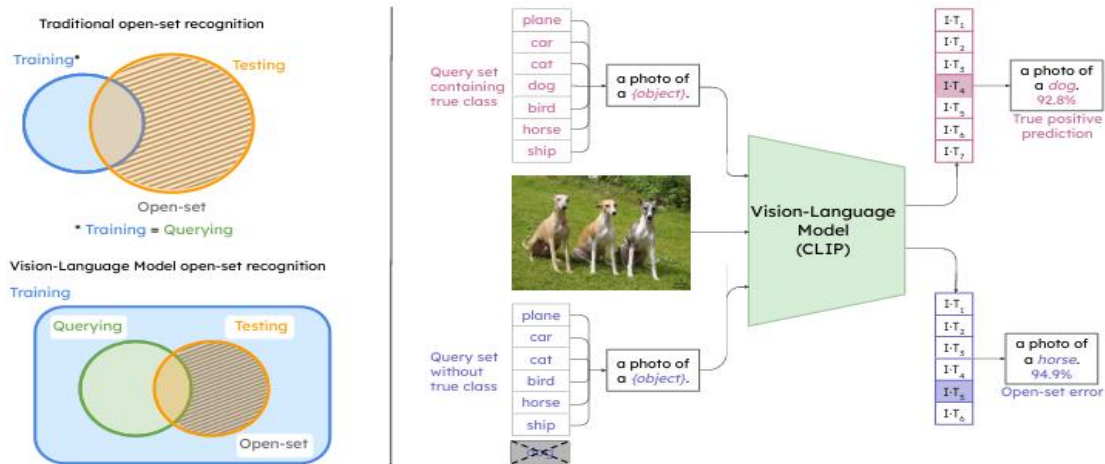 Traditional open-set recognition
Training*
Testing
Open-set
* Training = Querying
Vision-Language Model open-set recognition
Training
Querying
Testing
Open-set
Query set
containing
true class
plane
car
cat
dog
bird
horse
ship
a photo of
a {object}.
Query set
without
true class
plane
car
cat
bird
horse
ship
a photo of
a {object}.
Vision-Language
Model
(CLIP)
I·T₁
I·T₂
I·T₃
I·T₄
I·T₅
I·T₆
I·T₇
a photo of
a dog.
92.8%
True positive
prediction
I·T₁
I·T₂
I·T₃
I·T₄
I·T₅
I·T₆
a photo of
a horse.
94.9%
Open-set error